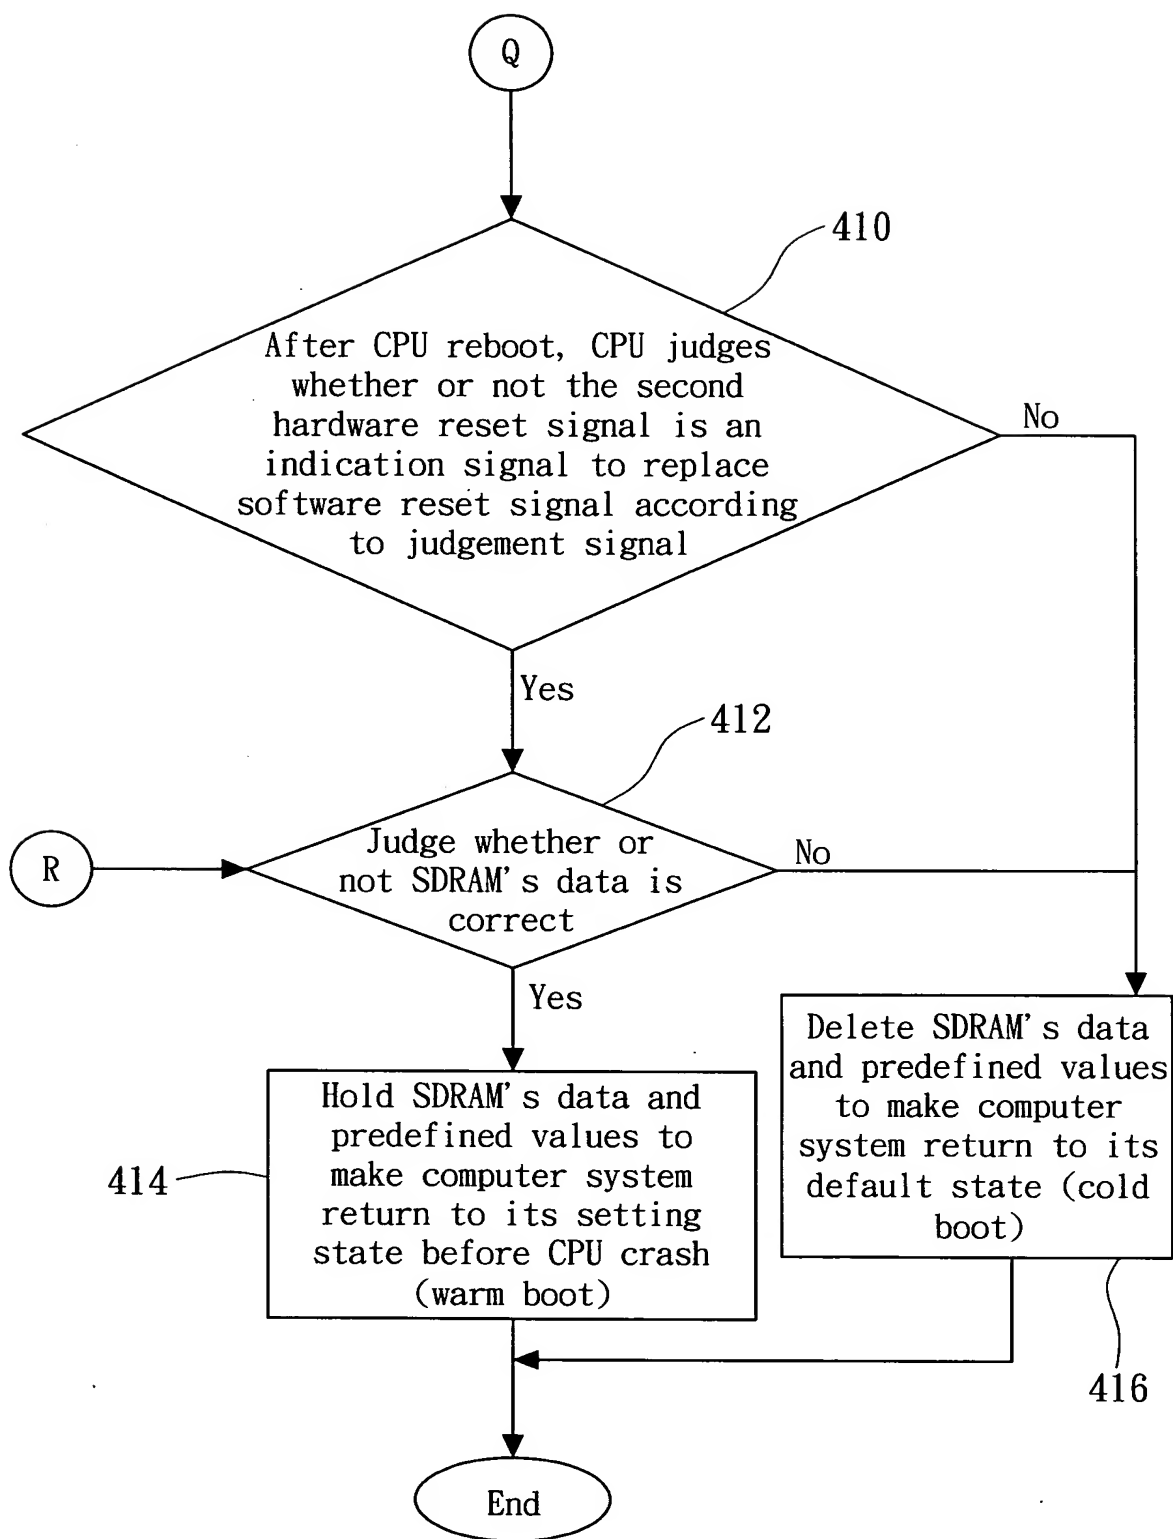 Q
410
After CPU reboot, CPU judges
whether or not the second
hardware reset signal is an
indication signal to replace
software reset signal according
to judgement signal
No
Yes
412
R
Judge whether or
not SDRAM's data is
correct
No
Yes
Delete SDRAM's data
and predefined values
to make computer
system return to its
default state (cold
boot)
414
Hold SDRAM's data and
predefined values to
make computer system
return to its setting
state before CPU crash
(warm boot)
416
End